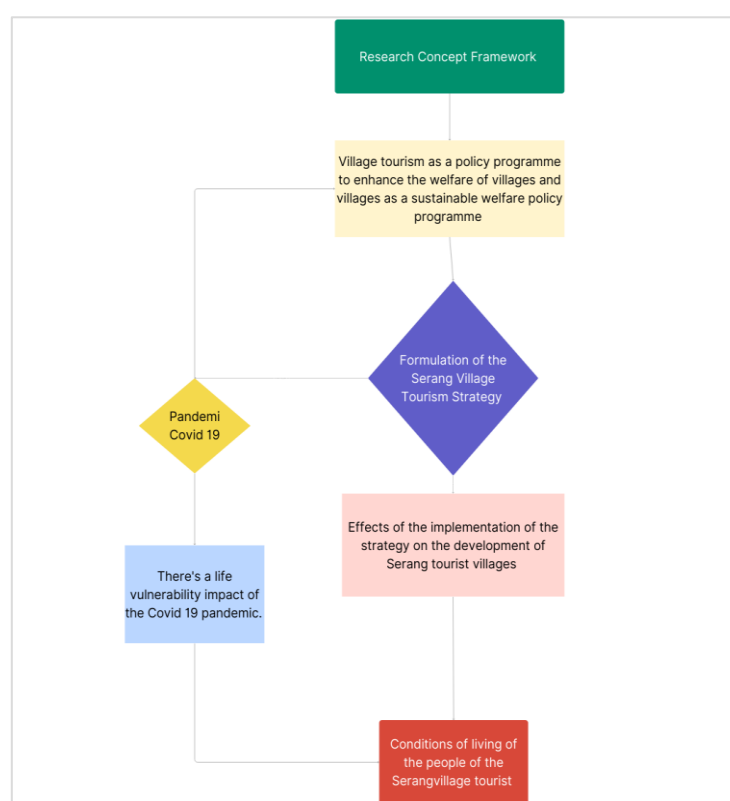 Research Concept Framework
Village tourism as a policy programme
to enhance the welfare of villages and
villages as a sustainable welfare policy
programme
Formulation of the
Serang Village
Tourism Strategy
Pandemi
Covid 19
Effects of the implementation of the
strategy on the development of
Serang tourist villages
There's a life
vulnerability impact of
the Covid 19 pandemic.
Conditions of living of
the people of the
Serangvillage tourist